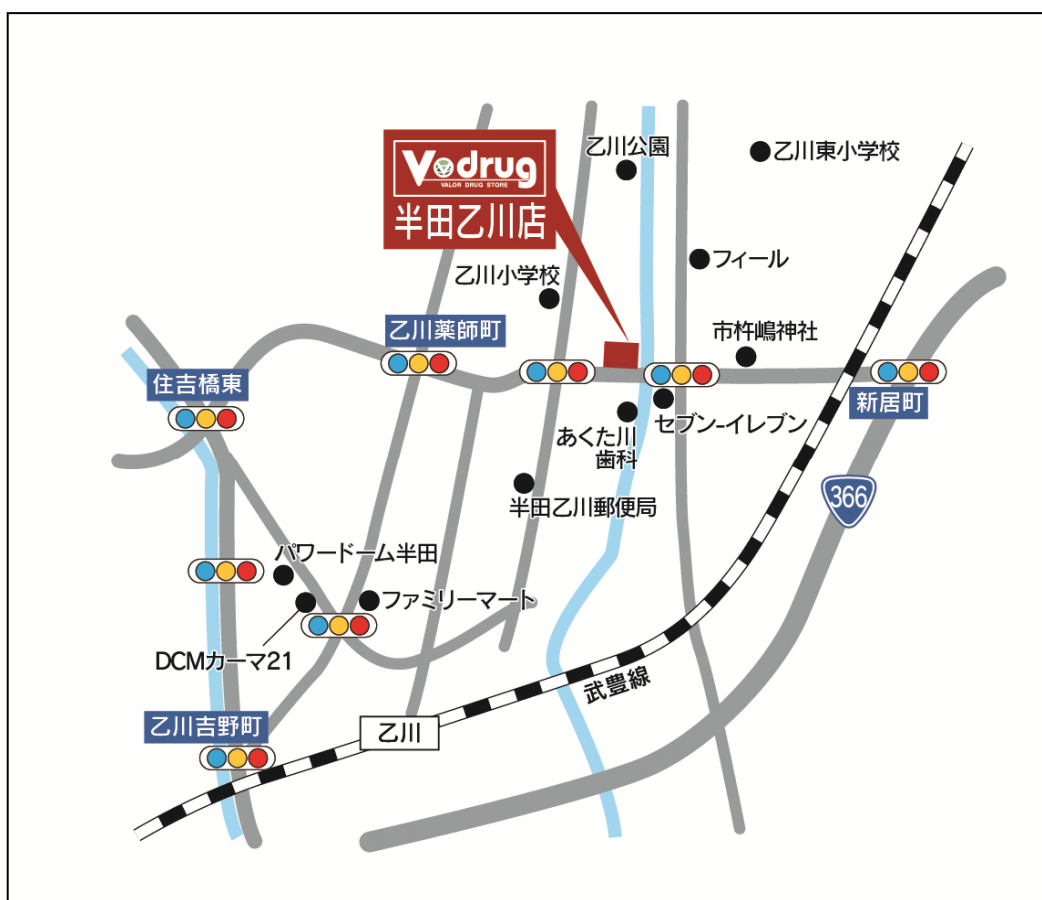 乙川公園
乙川東小学校
V drug
VALOR DRUG STORE
半田乙川店
フィール
乙川小学校
乙川薬師町
市杵嶋神社
住吉橋東
新居町
セブン-イレブン
あくた川
歯科
半田乙川郵便局
366
パワードーム半田
ファミリーマート
DCMカーマ21
武豊線
乙川吉野町
乙川